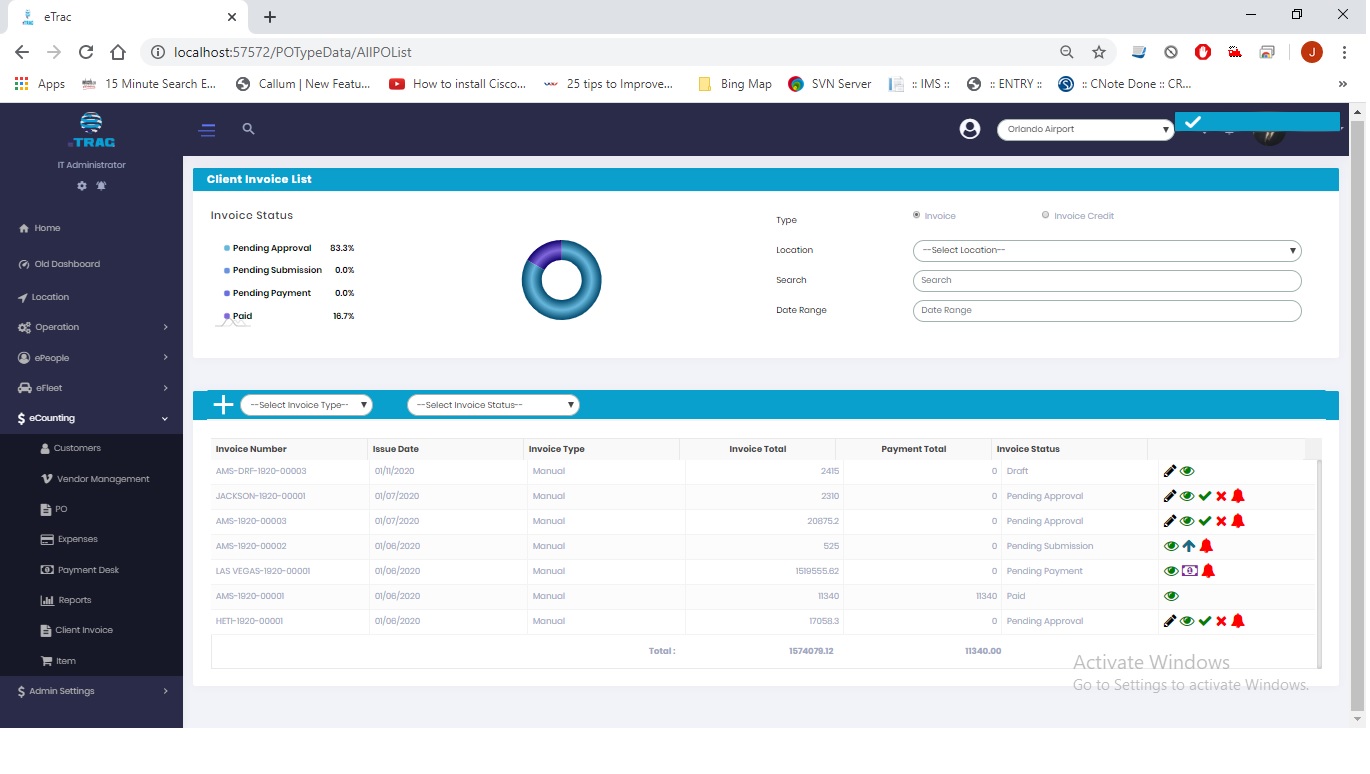 eTrac
localhost:57572/POTypeData/AllPOList
J
Apps 15 Minute Search E... Callum | New Featu... How to install Cisco... 25 tips to Improve... Bing Map SVN Server :: IMS :: :: ENTRY :: :: CNote Done :: CR... »
eTRAC
IT Administrator
Orlando Airport
Home
Old Dashboard
Location
Operation
ePeople
eFleet
eCounting
Customers
Vendor Management
PO
Expenses
Payment Desk
Reports
Client Invoice
Item
Admin Settings
Client Invoice List
Invoice Status
Pending Approval 83.3%
Pending Submission 0.0%
Pending Payment 0.0%
Paid 16.7%
Type Invoice Invoice Credit
Location --Select Location--
Search Search
Date Range Date Range
--Select Invoice Type-- --Select Invoice Status--
Invoice Number Issue Date Invoice Type Invoice Total Payment Total Invoice Status
AMS-DRF-1920-00003 01/11/2020 Manual 2415 0 Draft
JACKSON-1920-00001 01/07/2020 Manual 2310 0 Pending Approval
AMS-1920-00003 01/07/2020 Manual 20875.2 0 Pending Approval
AMS-1920-00002 01/06/2020 Manual 525 0 Pending Submission
LAS VEGAS-1920-00001 01/06/2020 Manual 1519555.62 0 Pending Payment
AMS-1920-00001 01/06/2020 Manual 11340 11340 Paid
HETI-1920-00001 01/06/2020 Manual 17058.3 0 Pending Approval
Total : 1574079.12 11340.00
Activate Windows
Go to Settings to activate Windows.